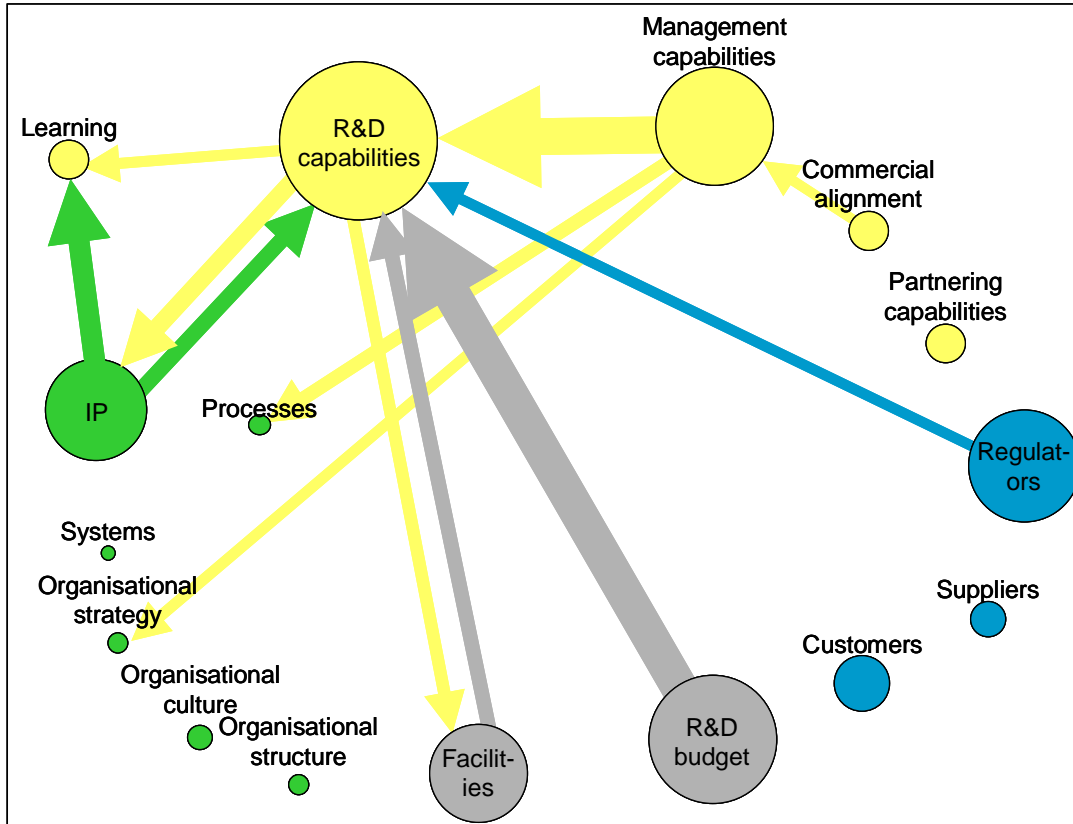 Management
capabilities
R&D
capabilities
Learning
Commercial
alignment
Partnering
capabilities
IP
Processes
Regulat-
ors
Systems
Organisational
strategy
Suppliers
Customers
Organisational
culture
Organisational
structure
R&D
budget
Facilit-
ies